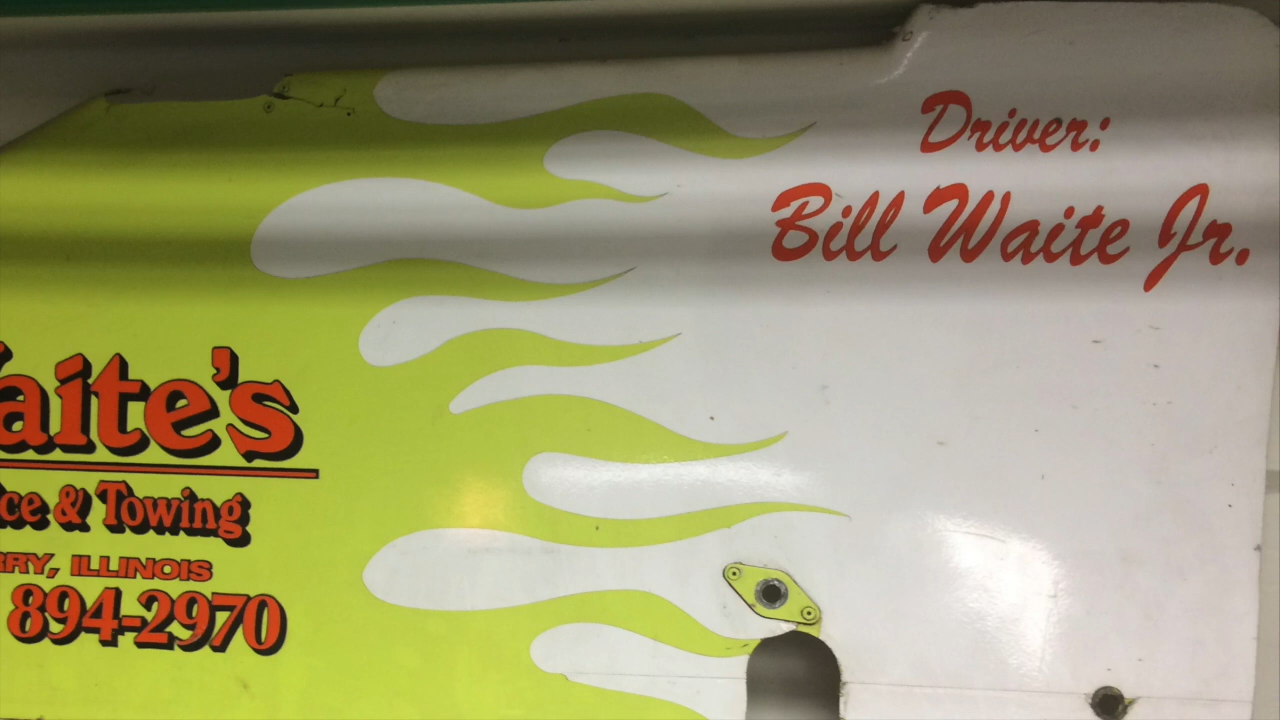 Driver:
Bill Waite Jr.
aite's
ce & Towing
RRY, ILLINOIS
894-2970